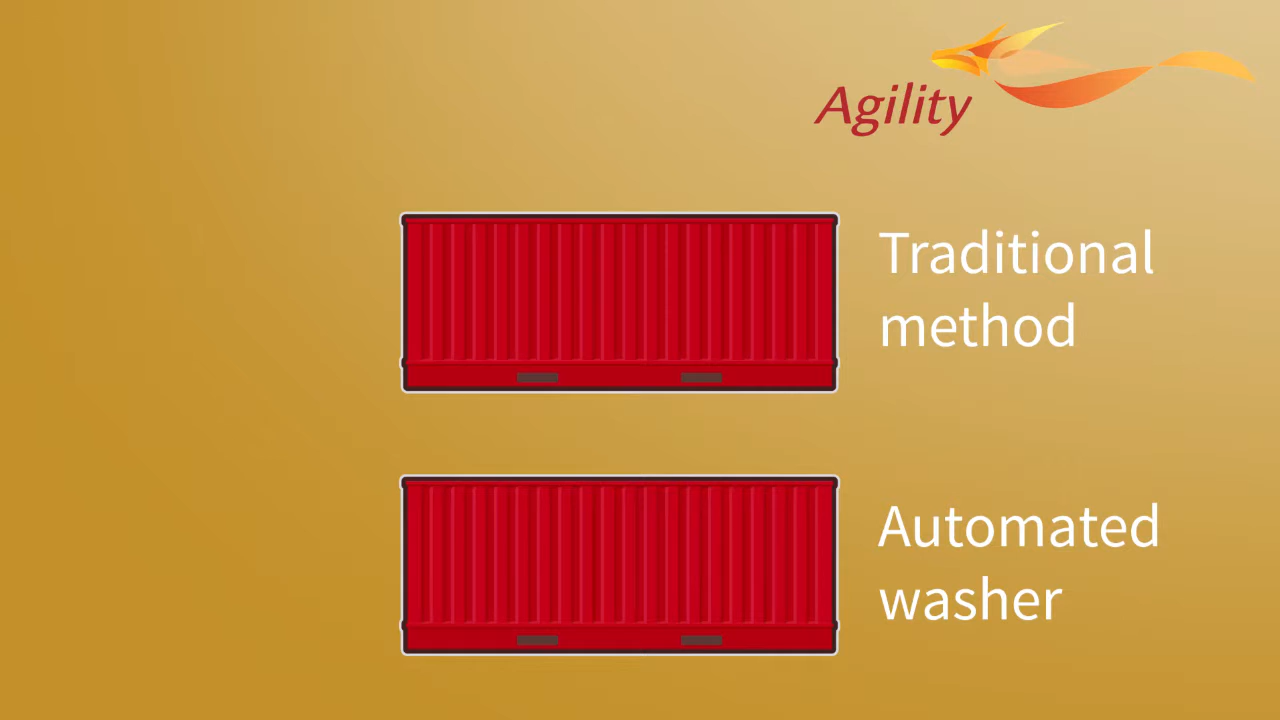 Agility
Traditional
method
Automated
washer